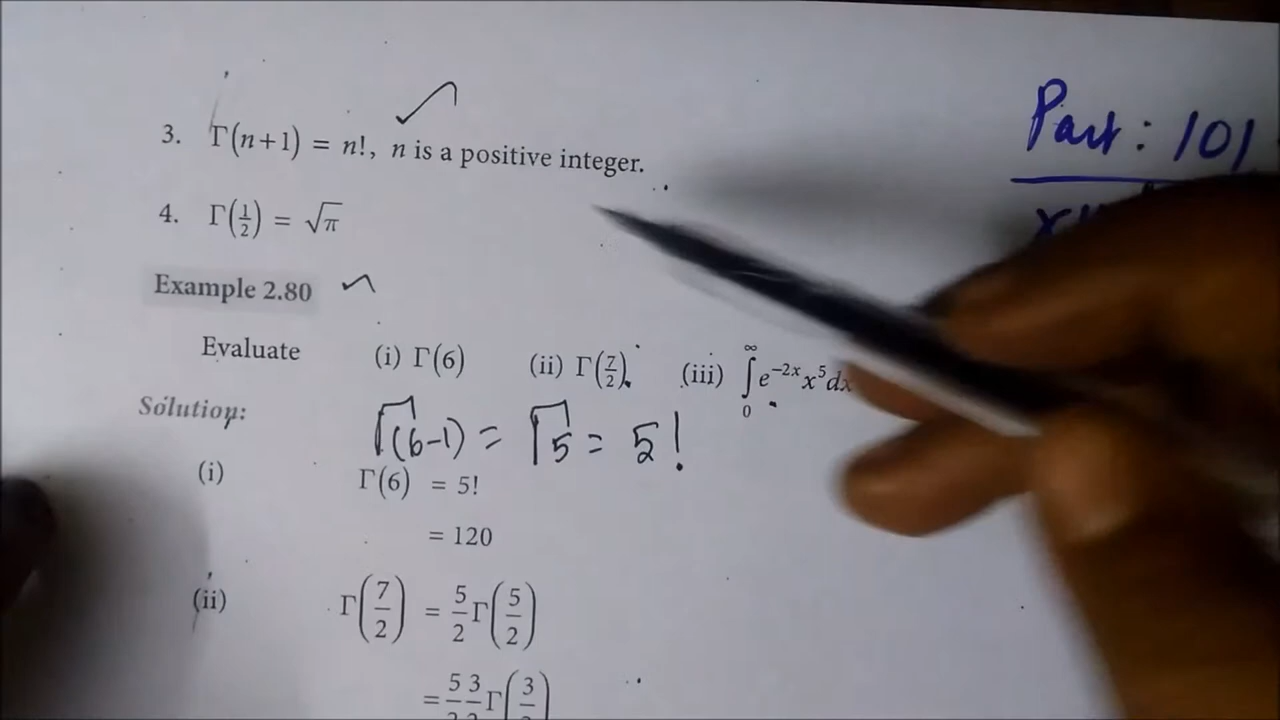 3. Γ(n+1) = n!, n is a positive integer.
Part : 101
4. Γ(1/2) = √π
Example 2.80
Evaluate (i) Γ(6) (ii) Γ(7/2). (iii) ∫₀^∞ e^{-2x} x^5 dx
Solution:
Γ(6-1) = Γ5 = 5!
(i) Γ(6) = 5!
= 120
(ii) Γ(7/2) = 5/2 Γ(5/2)